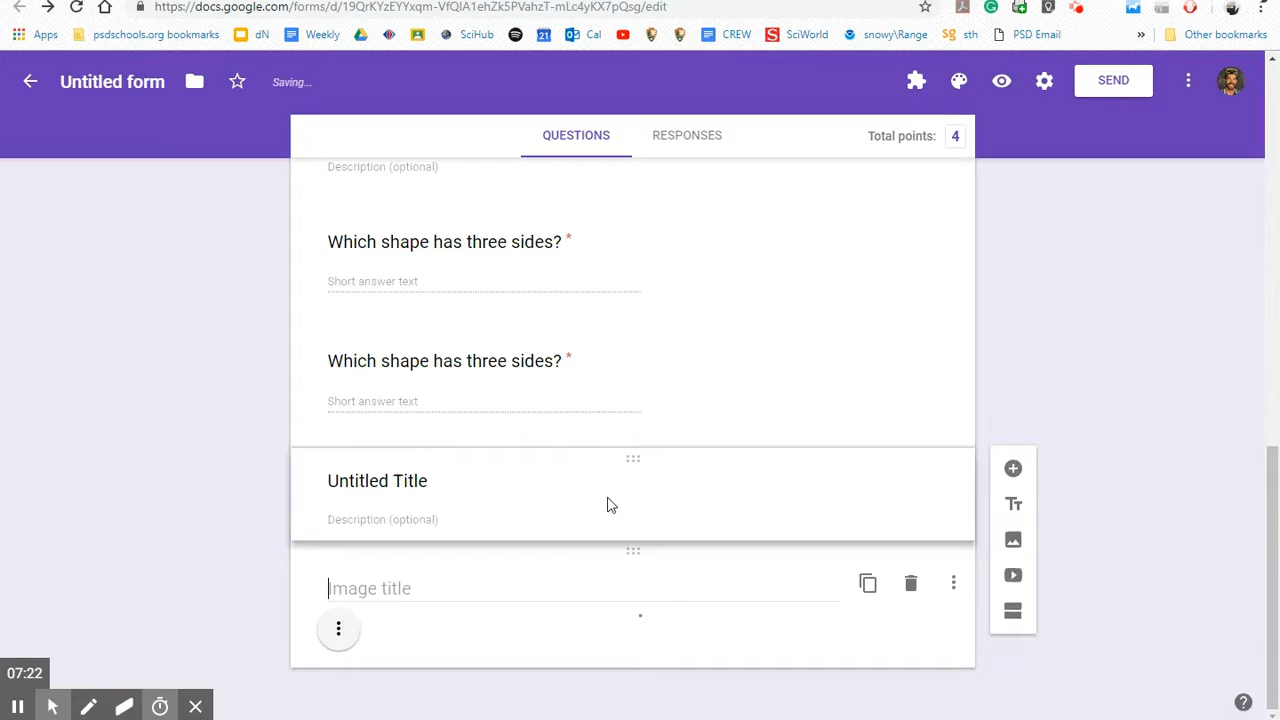 https://docs.google.com/forms/d/19QrKYzEYYxqm-VfQIA1ehZk5PVahzT-mLc4yKX7pQsg/edit
Apps psdschools.org bookmarks dN Weekly SciHub Cal CREW SciWorld snowy\Range sth PSD Email » Other bookmarks
Untitled form Saving... SEND
QUESTIONS RESPONSES Total points: 4
Description (optional)
Which shape has three sides? *
Short answer text
Which shape has three sides? *
Short answer text
Untitled Title
Description (optional)
Image title
07:22